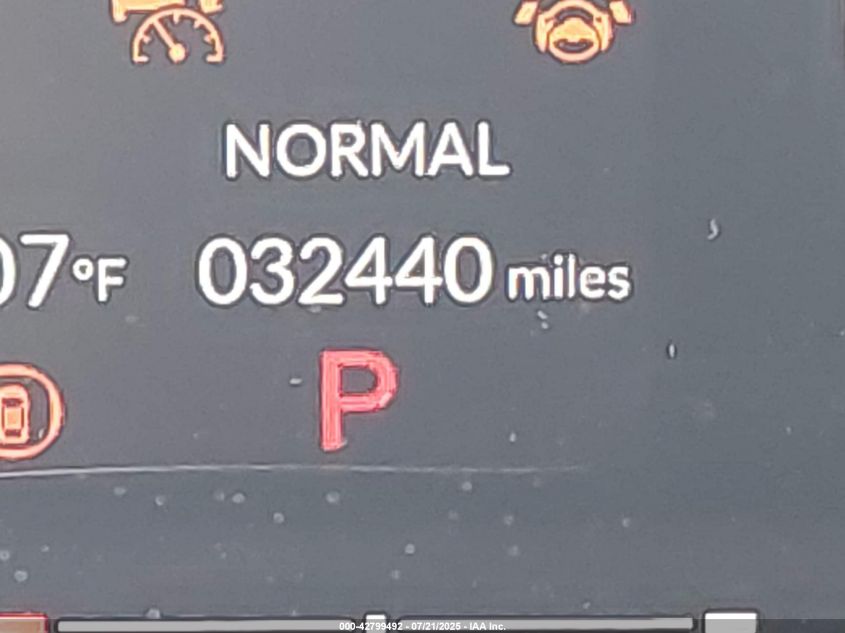 NORMAL
07°F 032440 miles
P
000-42799492 - 07/21/2025 - IAA Inc.